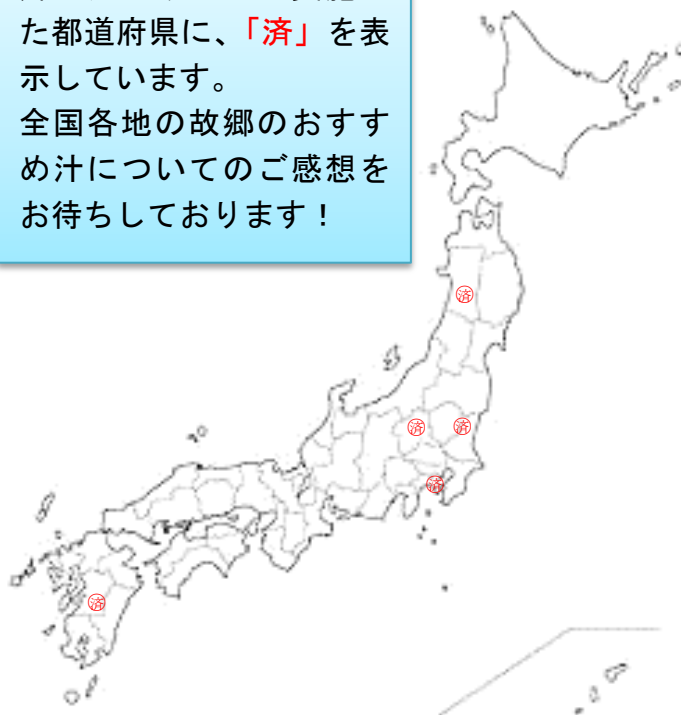 た都道府県に、「済」を表
示しています。
全国各地の故郷のおすす
め汁についてのご感想を
お待ちしております！
済
済
済
済
済